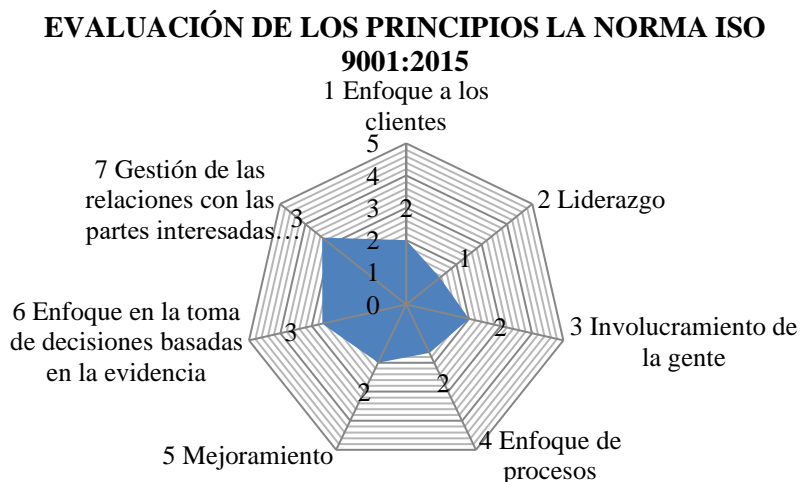 EVALUACIÓN DE LOS PRINCIPIOS LA NORMA ISO
9001:2015
1 Enfoque a los
clientes
5
4
3
2
1
0
2
2 Liderazgo
1
3 Involucramiento de
la gente
2
4 Enfoque de
procesos
2
5 Mejoramiento
2
6 Enfoque en la toma
de decisiones basadas
en la evidencia
3
7 Gestión de las
relaciones con las
partes interesadas…
3